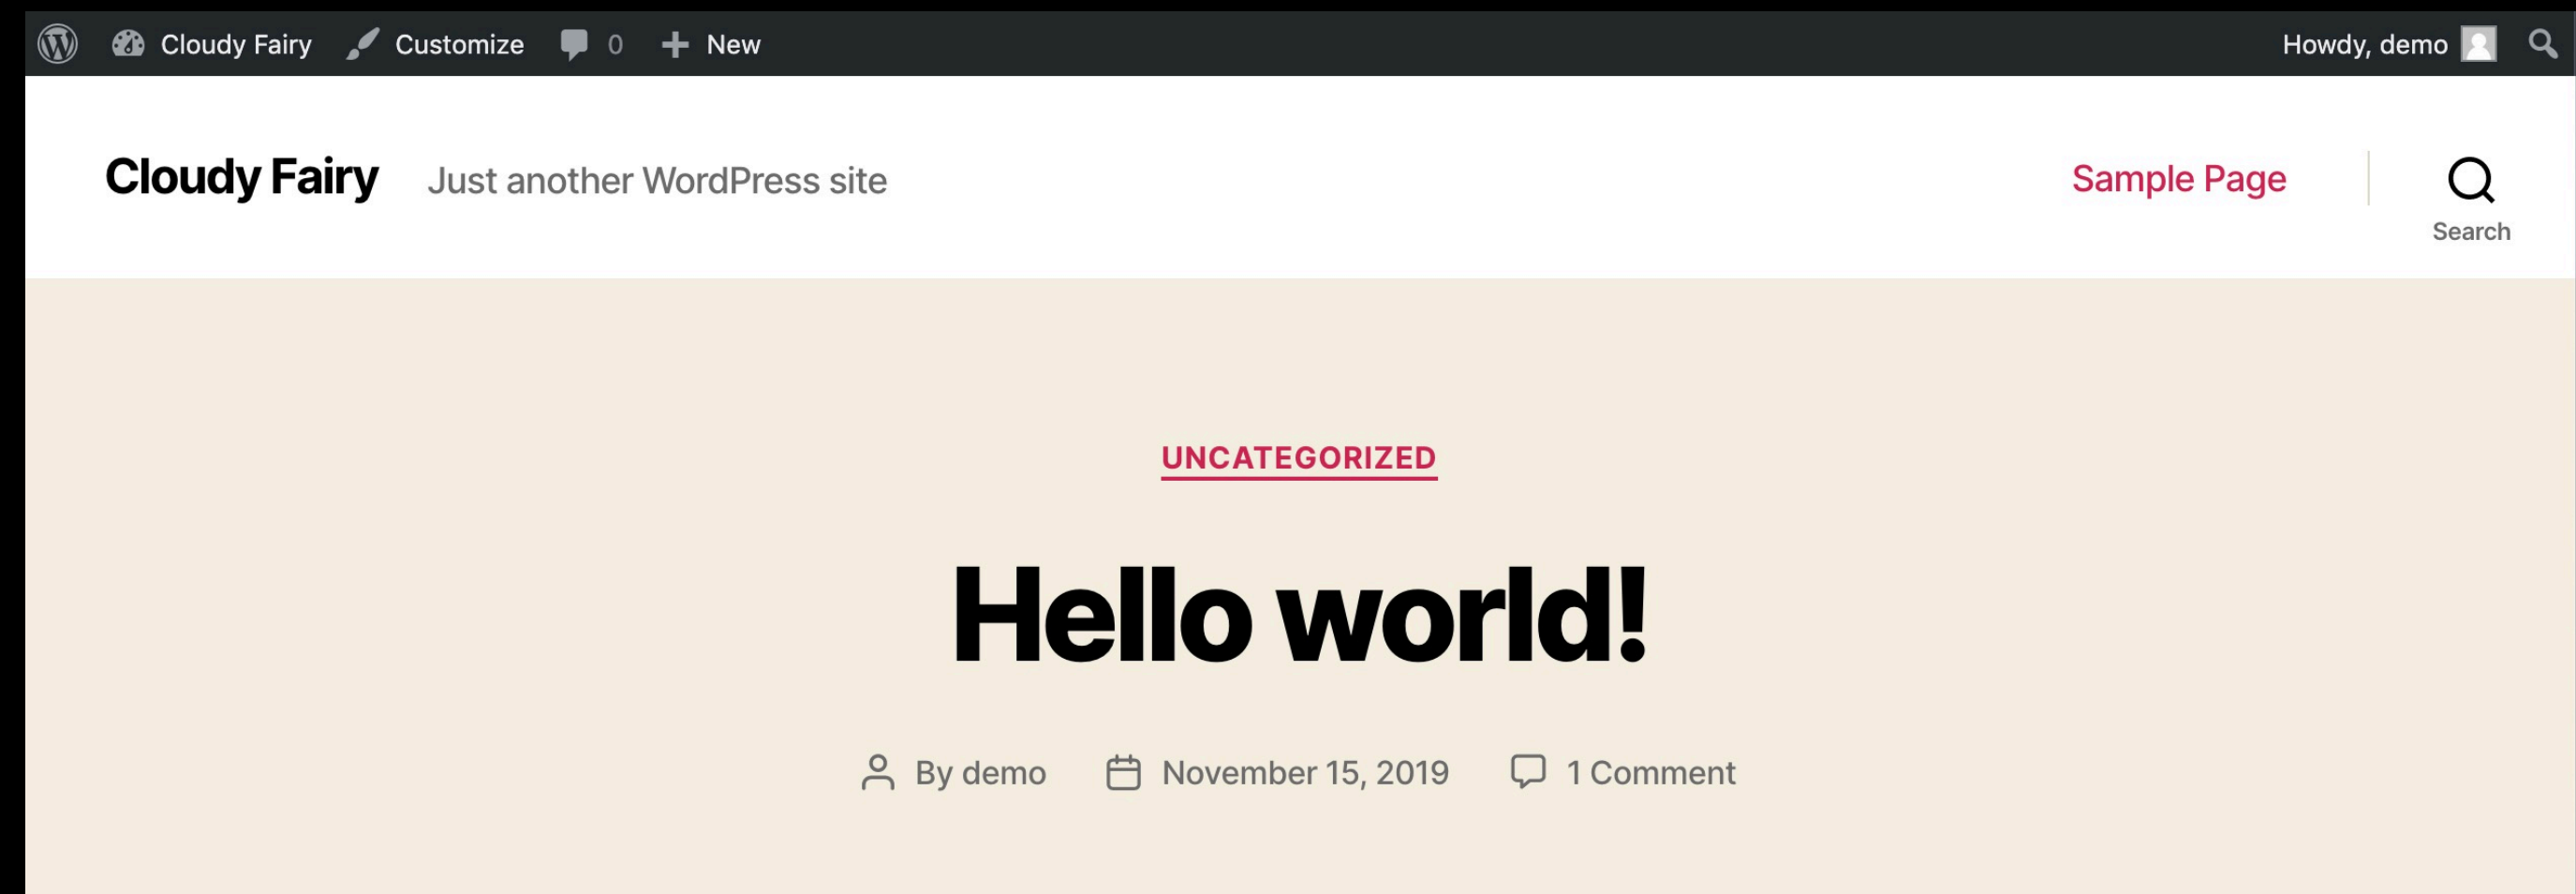 Cloudy Fairy Customize 0 New Howdy, demo
Cloudy Fairy Just another WordPress site Sample Page
Search
UNCATEGORIZED
Hello world!
By demo November 15, 2019 1 Comment